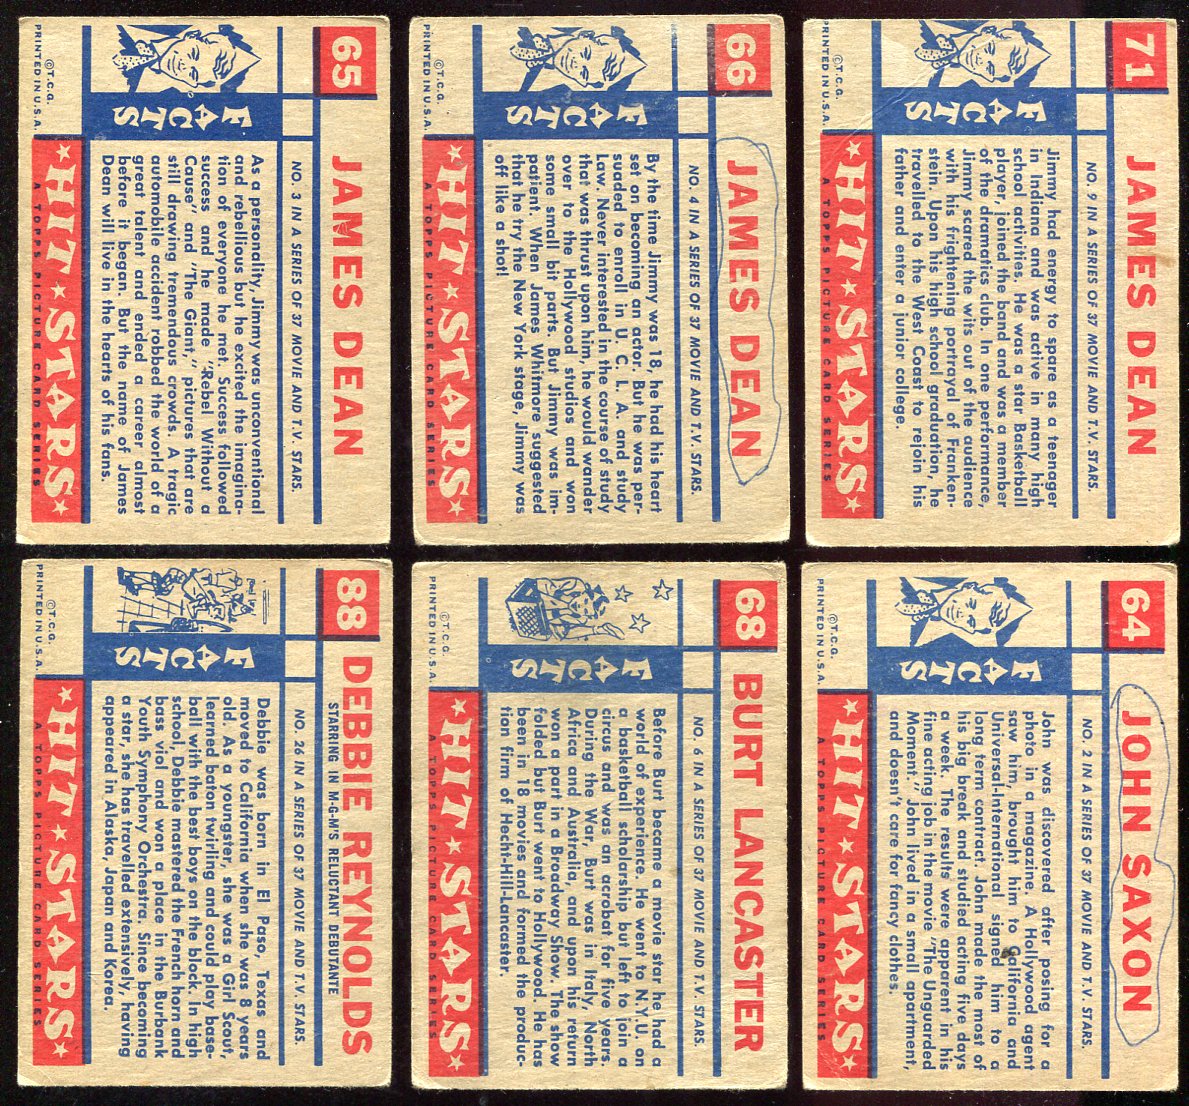 65
JAMES DEAN
NO. 3 IN A SERIES OF 37 MOVIE AND T.V. STARS.
FACTS
As a personality, Jimmy was unconventional
and rebellious but he excited the imagina-
tion of everyone he met. Success followed
success and he made "Rebel Without a
Cause" and "The Giant," pictures that are
still drawing tremendous crowds. A tragic
automobile accident robbed the world of a
great talent and ended a career almost
before it began. But the name of James
Dean will live in the hearts of his fans.
HIT STARS
A TOPPS PICTURE CARD SERIES
©T.C.G.
PRINTED IN U.S.A.
66
JAMES DEAN
NO. 4 IN A SERIES OF 37 MOVIE AND T.V. STARS.
FACTS
By the time Jimmy was 18, he had his heart
set on becoming an actor. But he was per-
suaded to enroll in U. C. L. A. and study
Law. Never interested in the course of study
that was thrust upon him, he would wander
over to the Hollywood studios and won
some small bit parts. But Jimmy was im-
patient. When James Whitmore suggested
that he try the New York stage, Jimmy was
off like a shot!
HIT STARS
A TOPPS PICTURE CARD SERIES
©T.C.G.
PRINTED IN U.S.A.
71
JAMES DEAN
NO. 9 IN A SERIES OF 37 MOVIE AND T.V. STARS.
FACTS
Jimmy had energy to spare as a teenager
in Indiana and was active in many high
school activities. He was a star Basketball
player, joined the band and was a member
of the dramatics club. In one performance,
Jimmy scarred the wits out of the audience
with his frightening portrayal of Franken-
stein. Upon his high school graduation, he
travelled to the West Coast to rejoin his
father and enter a junior college.
HIT STARS
A TOPPS PICTURE CARD SERIES
©T.C.G.
PRINTED IN U.S.A.
88
DEBBIE REYNOLDS
STARRING IN M-G-M'S RELUCTANT DEBUTANTE
NO. 26 IN A SERIES OF 37 MOVIE AND T.V. STARS.
FACTS
Debbie was born in El Paso, Texas and
moved to California when she was 8 years
old. As a youngster, she was a Girl Scout,
learned baton twirling and could play base-
ball with the best boys on the block. In high
school, Debbie mastered the French horn and
bass viol and won a place in the Burbank
Youth Symphony Orchestra. Since becoming
a star, she has travelled extensively, having
appeared in Alaska, Japan and Korea.
HIT STARS
A TOPPS PICTURE CARD SERIES
©T.C.G.
PRINTED IN U.S.A.
68
BURT LANCASTER
NO. 6 IN A SERIES OF 37 MOVIE AND T.V. STARS.
FACTS
Before Burt became a movie star he had a
world of experience. He went to N.Y.U. on
a basketball scholarship but left to join a
circus and was an acrobat for five years.
During the War, Burt was in Italy, North
Africa and Australia, and upon his return
won a part in a Broadway Show. The show
folded but Burt went to Hollywood. He has
been in 18 movies and formed the produc-
tion firm of Hecht-Hill-Lancaster.
HIT STARS
A TOPPS PICTURE CARD SERIES
©T.C.G.
PRINTED IN U.S.A.
64
JOHN SAXON
NO. 2 IN A SERIES OF 37 MOVIE AND T.V. STARS.
FACTS
John was discovered after posing for a
photo in a magazine. A Hollywood agent
saw him, brought him to California and
Universal-International signed him to a
long term contract. John made the most of
his big break and studied acting five days
a week. The results were apparent in his
fine acting job in the movie "The Unguarded
Moment." John lived in a small apartment,
and doesn't care for fancy clothes.
HIT STARS
A TOPPS PICTURE CARD SERIES
©T.C.G.
PRINTED IN U.S.A.